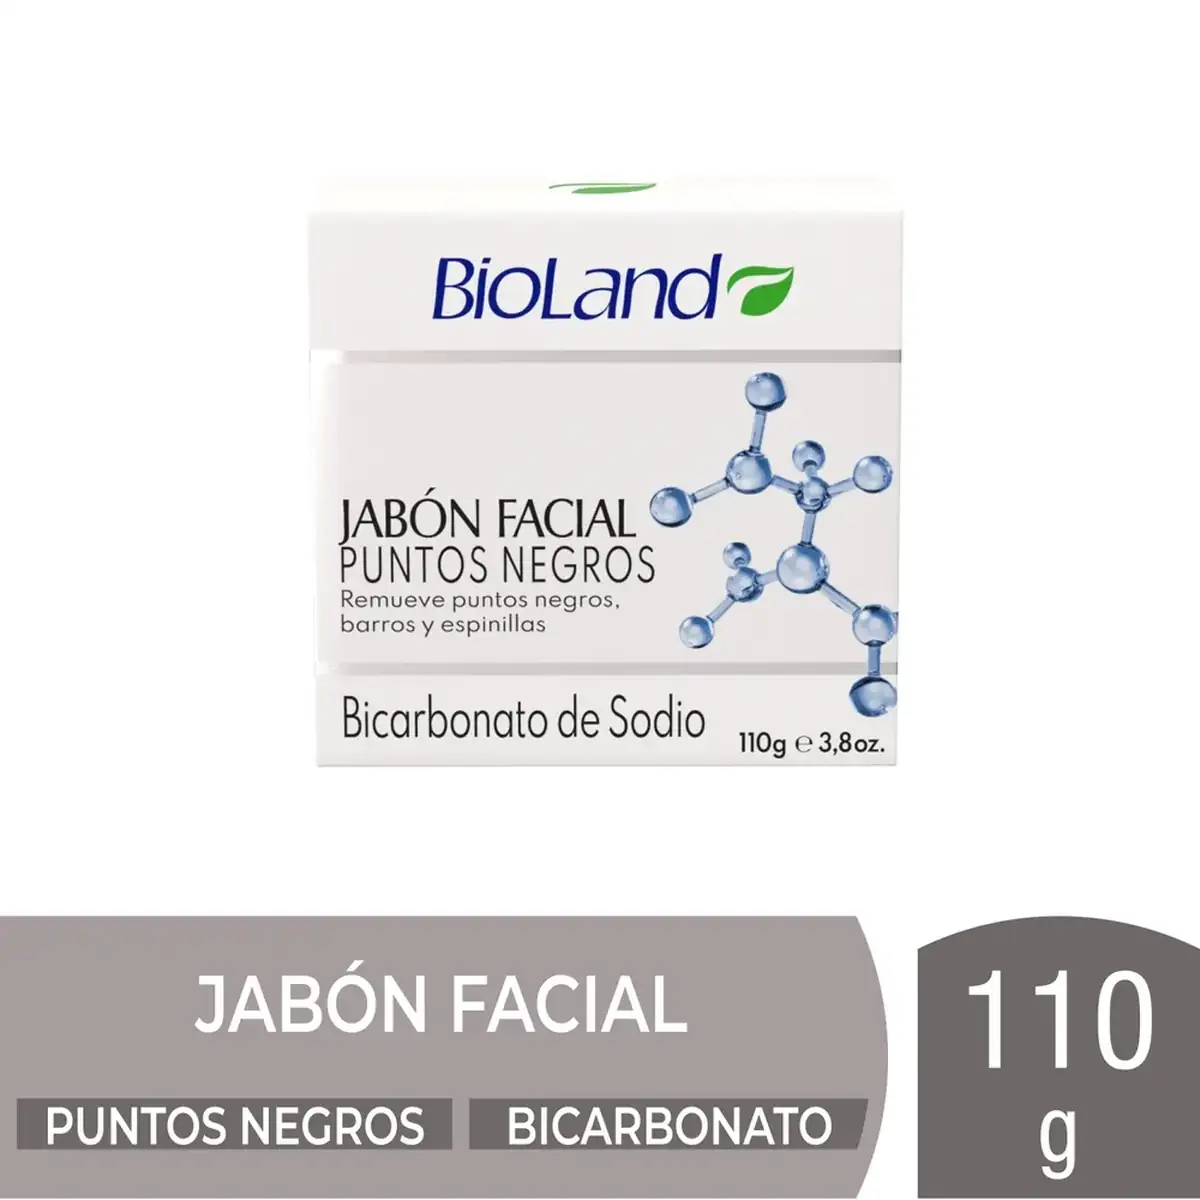 BioLand
JABÓN FACIAL
PUNTOS NEGROS
Remueve puntos negros,
barros y espinillas
Bicarbonato de Sodio
110g ℮ 3,8oz.
JABÓN FACIAL
PUNTOS NEGROS
BICARBONATO
110
g